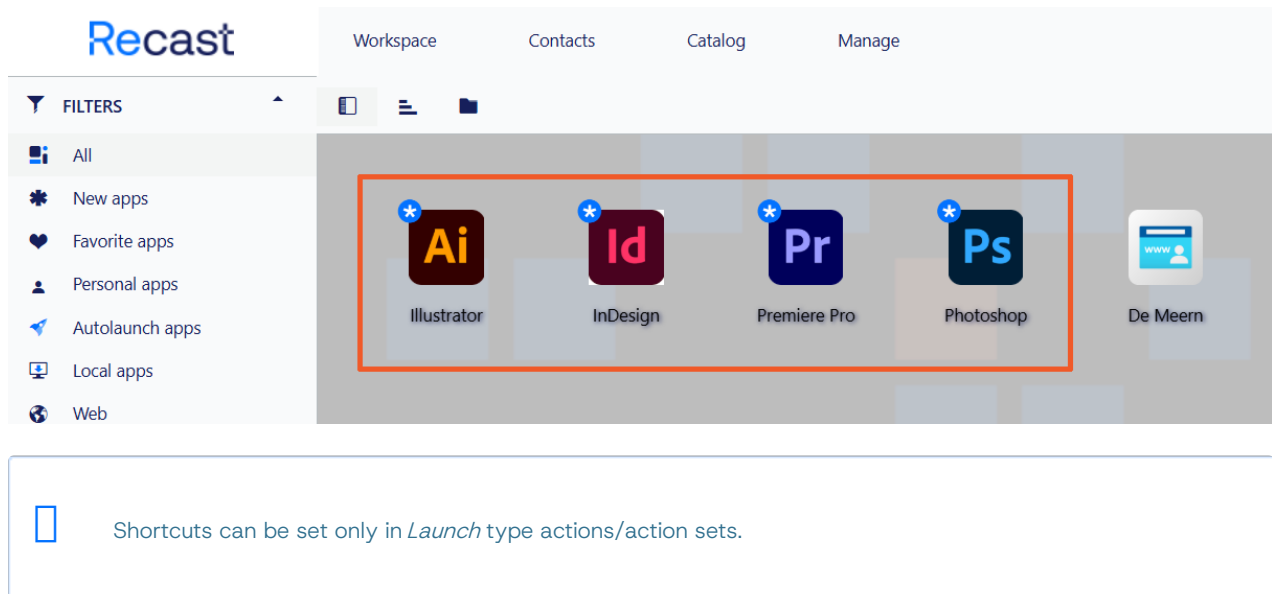 Recast
Workspace Contacts Catalog Manage
FILTERS
All
New apps
Favorite apps
Personal apps
Autolaunch apps
Local apps
Web
Ai Id Pr Ps www
Illustrator InDesign Premiere Pro Photoshop De Meern
Shortcuts can be set only in Launch type actions/action sets.